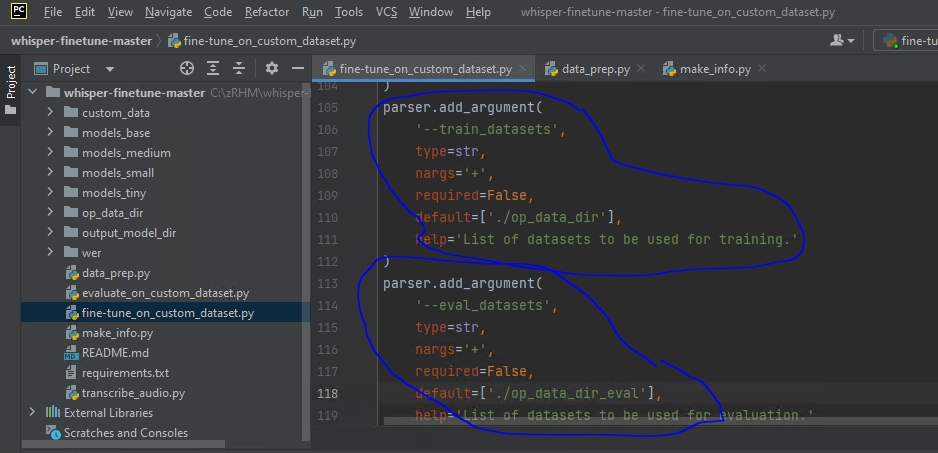 PC File Edit View Navigate Code Refactor Run Tools VCS Window Help whisper-finetune-master - fine-tune_on_custom_dataset.py
whisper-finetune-master fine-tune_on_custom_dataset.py fine-tu
Project
Project
fine-tune_on_custom_dataset.py data_prep.py make_info.py
whisper-finetune-master C:\zRHM\whisper-
custom_data
models_base
models_medium
models_small
models_tiny
op_data_dir
output_model_dir
wer
data_prep.py
evaluate_on_custom_dataset.py
fine-tune_on_custom_dataset.py
make_info.py
README.md
requirements.txt
transcribe_audio.py
External Libraries
Scratches and Consoles
104 )
105 parser.add_argument(
106 '--train_datasets',
107 type=str,
108 nargs='+',
109 required=False,
110 default=['./op_data_dir'],
111 help='List of datasets to be used for training.'
112 )
113 parser.add_argument(
114 '--eval_datasets',
115 type=str,
116 nargs='+',
117 required=False,
118 default=['./op_data_dir_eval'],
119 help='List of datasets to be used for evaluation.'